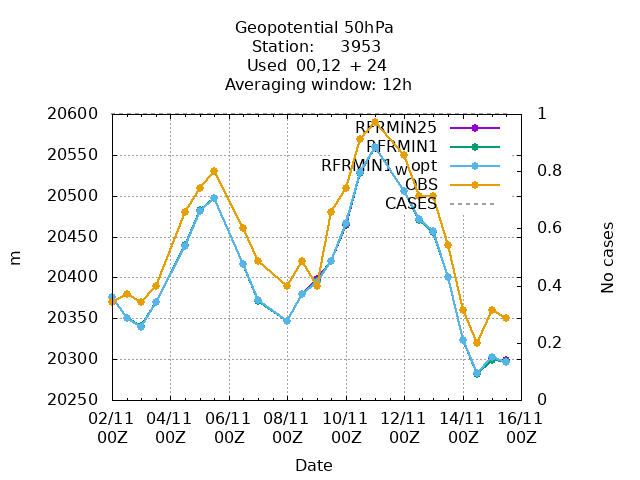 Geopotential 50hPa
Station: 3953
Used 00,12 + 24
Averaging window: 12h
20600
20550
20500
20450
20400
20350
20300
20250
m
1
0.8
0.6
0.4
0.2
0
No cases
RFRMIN25
RFRMIN1
RFRMIN1_w_opt
OBS
CASES
02/11 04/11 06/11 08/11 10/11 12/11 14/11 16/11
00Z 00Z 00Z 00Z 00Z 00Z 00Z 00Z
Date